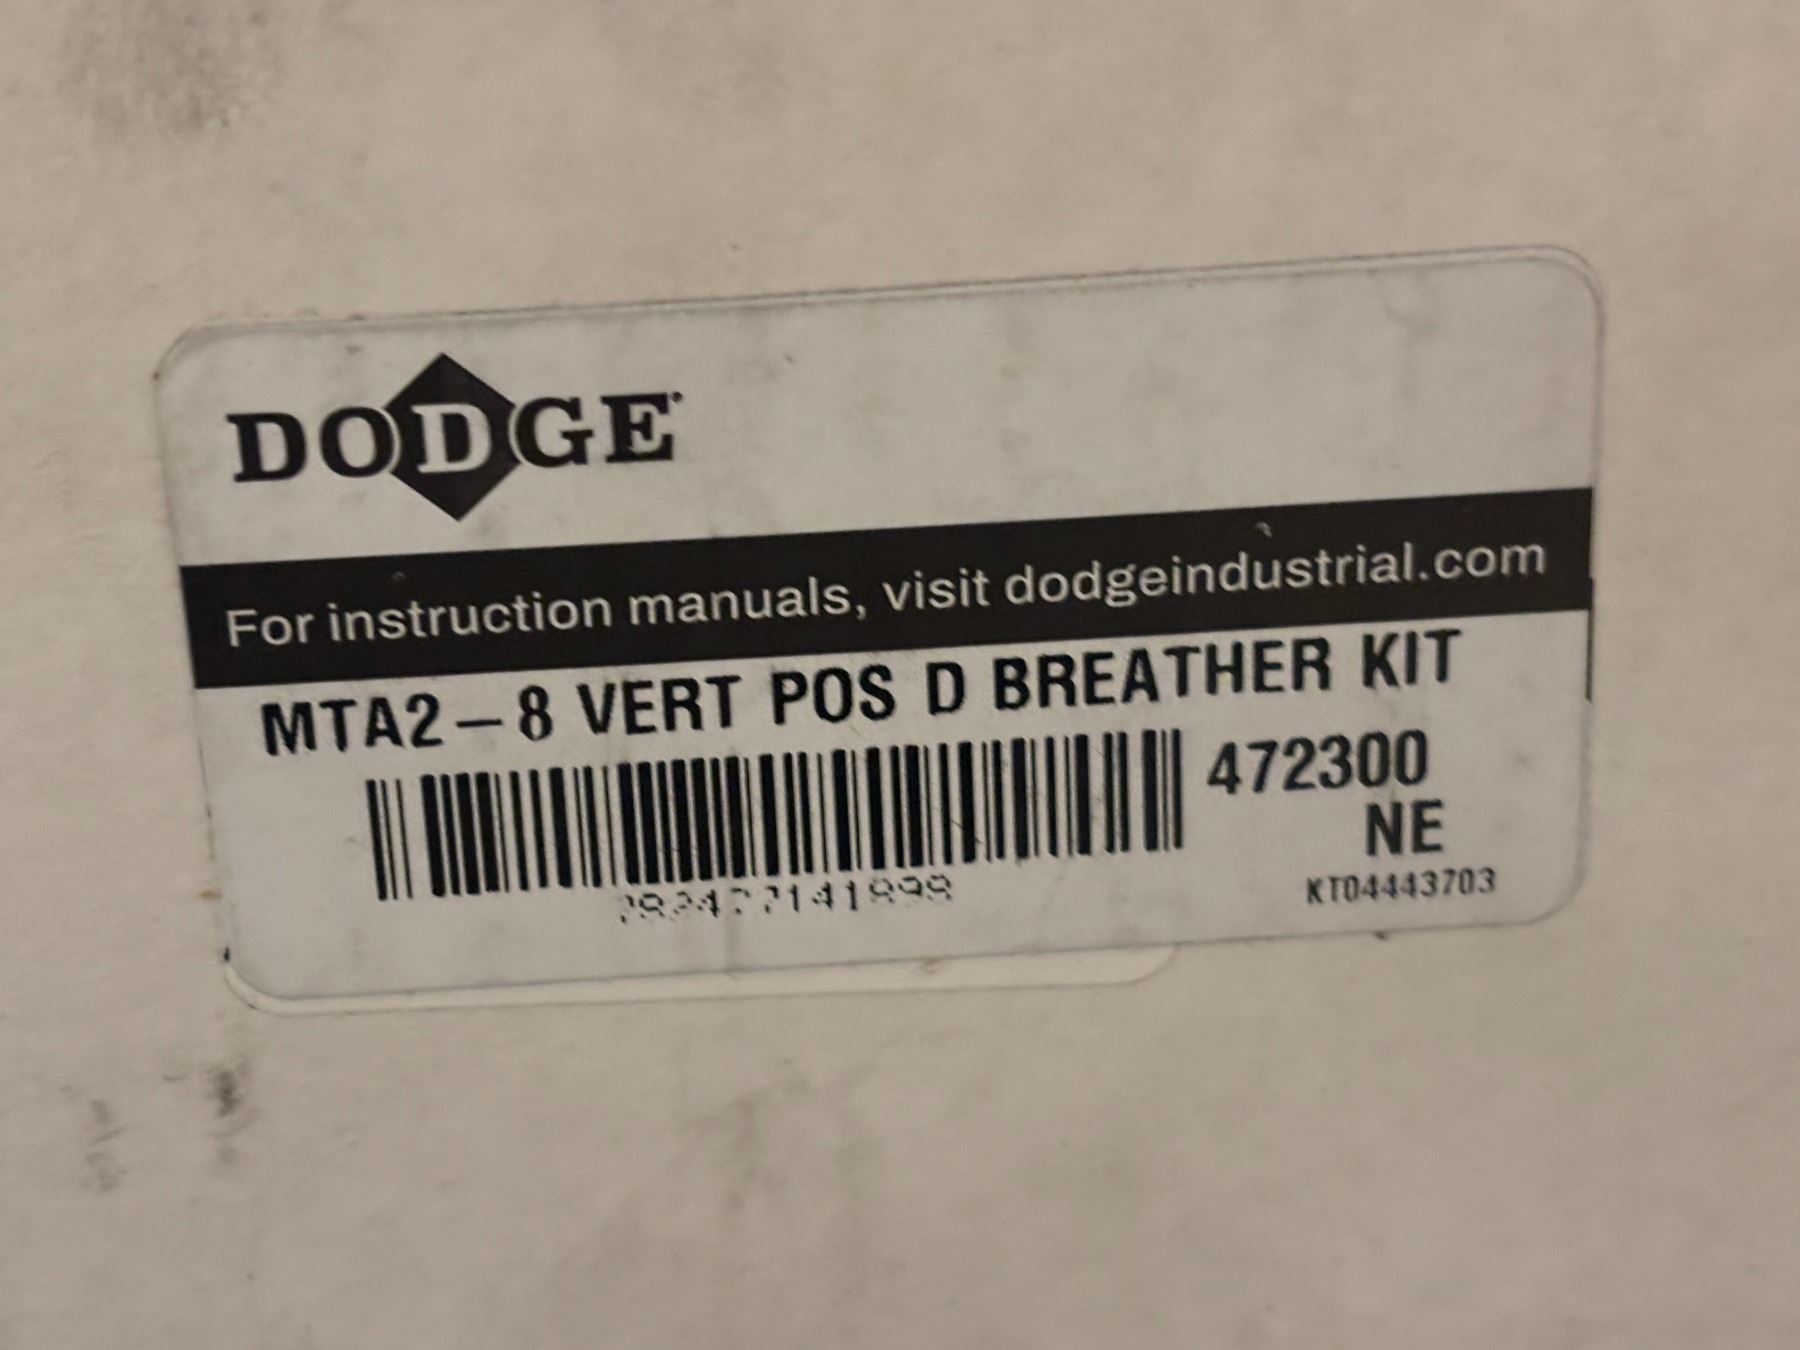 DODGE
For instruction manuals, visit dodgeindustrial.com
MTA2-8 VERT POS D BREATHER KIT
472300
NE
KT04443703